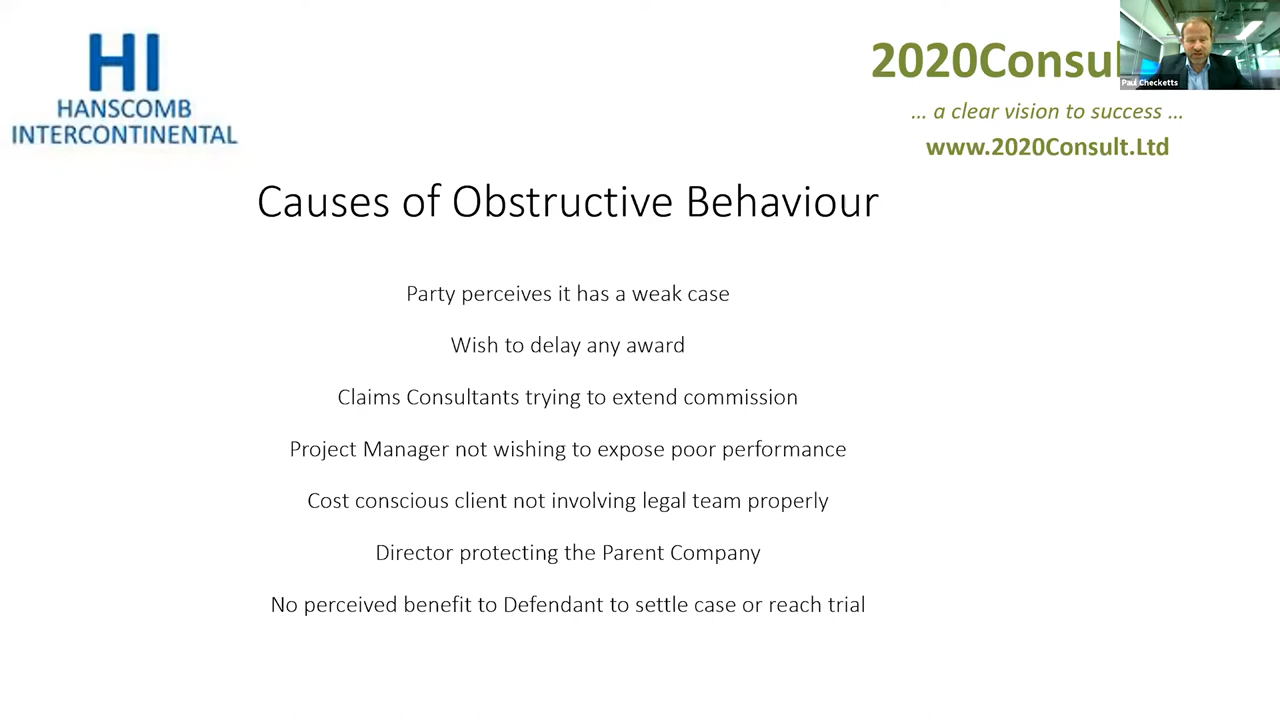 HI
HANSCOMB
INTERCONTINENTAL
2020Consul
Paul Checketts
... a clear vision to success ...
www.2020Consult.Ltd
Causes of Obstructive Behaviour
Party perceives it has a weak case
Wish to delay any award
Claims Consultants trying to extend commission
Project Manager not wishing to expose poor performance
Cost conscious client not involving legal team properly
Director protecting the Parent Company
No perceived benefit to Defendant to settle case or reach trial